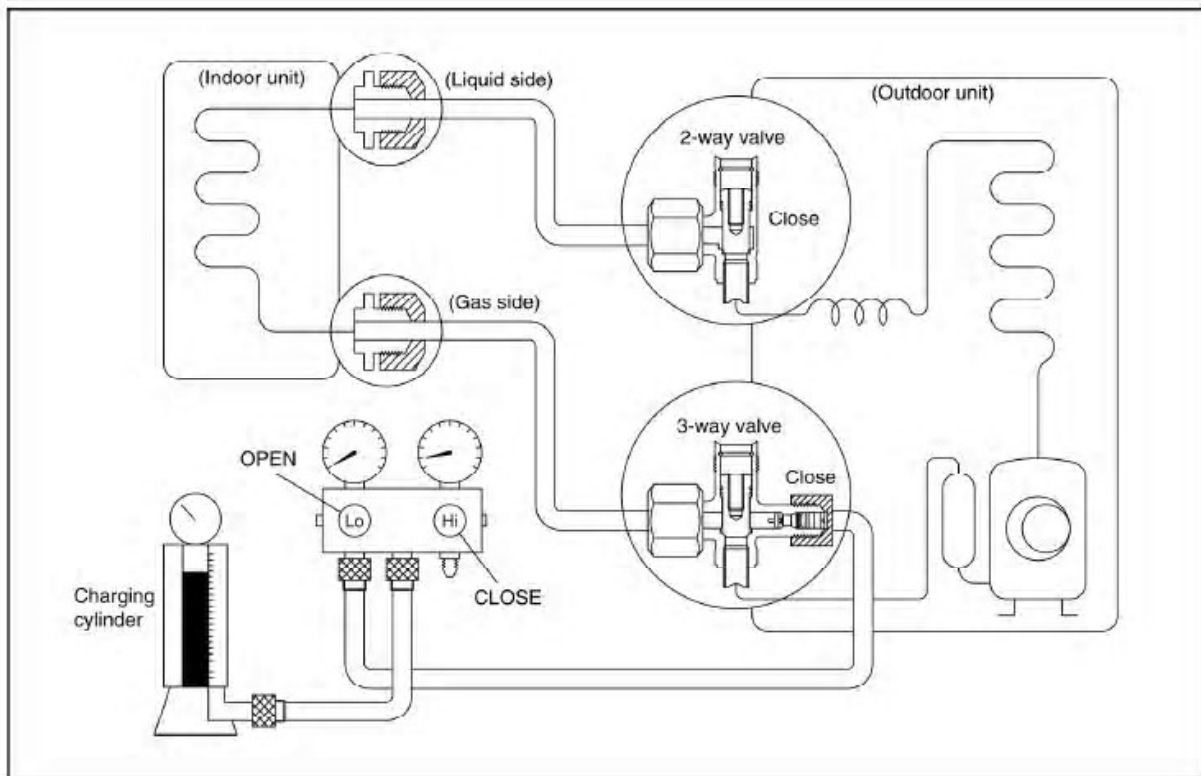 (Indoor unit)
(Liquid side)
(Outdoor unit)
2-way valve
Close
(Gas side)
3-way valve
Close
OPEN
Lo
Hi
CLOSE
Charging
cylinder